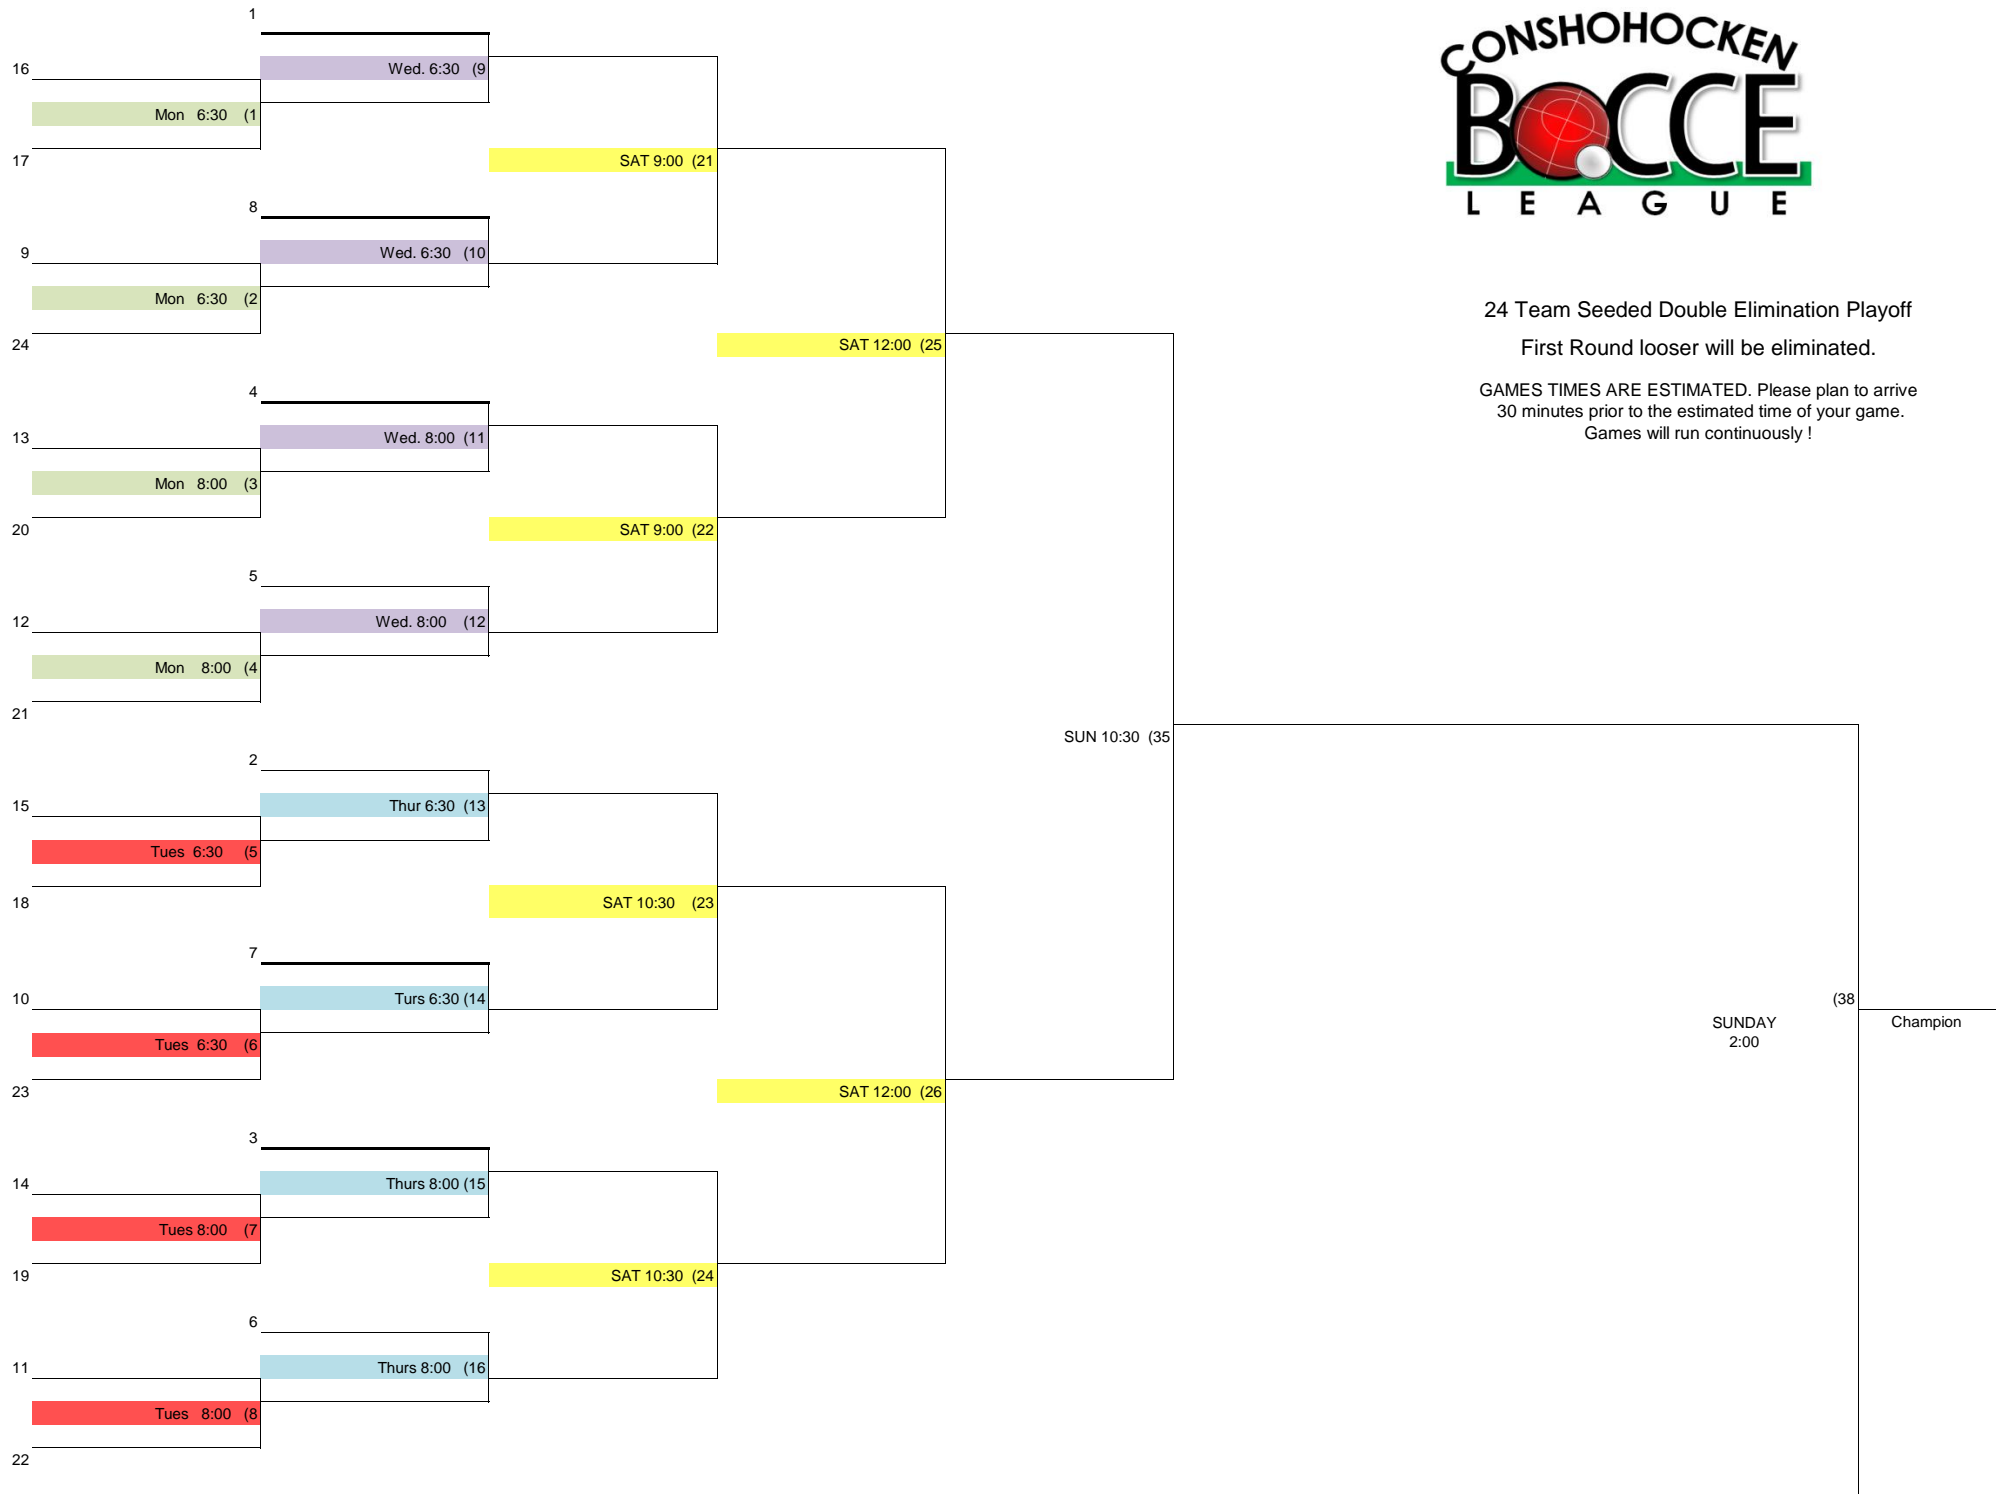 1
CONSHOHOCKEN
BOCCE
LEAGUE
16
Wed. 6:30 (9
Mon 6:30 (1
17
SAT 9:00 (21
8
9
Wed. 6:30 (10
Mon 6:30 (2
24 Team Seeded Double Elimination Playoff
24
SAT 12:00 (25
First Round looser will be eliminated.
4
GAMES TIMES ARE ESTIMATED. Please plan to arrive
30 minutes prior to the estimated time of your game.
Games will run continuously !
13
Wed. 8:00 (11
Mon 8:00 (3
20
SAT 9:00 (22
5
12
Wed. 8:00 (12
Mon 8:00 (4
21
SUN 10:30 (35
2
15
Thur 6:30 (13
Tues 6:30 (5
18
SAT 10:30 (23
7
10
Turs 6:30 (14
(38
SUNDAY
2:00
Champion
Tues 6:30 (6
23
SAT 12:00 (26
3
14
Thurs 8:00 (15
Tues 8:00 (7
19
SAT 10:30 (24
6
11
Thurs 8:00 (16
Tues 8:00 (8
22